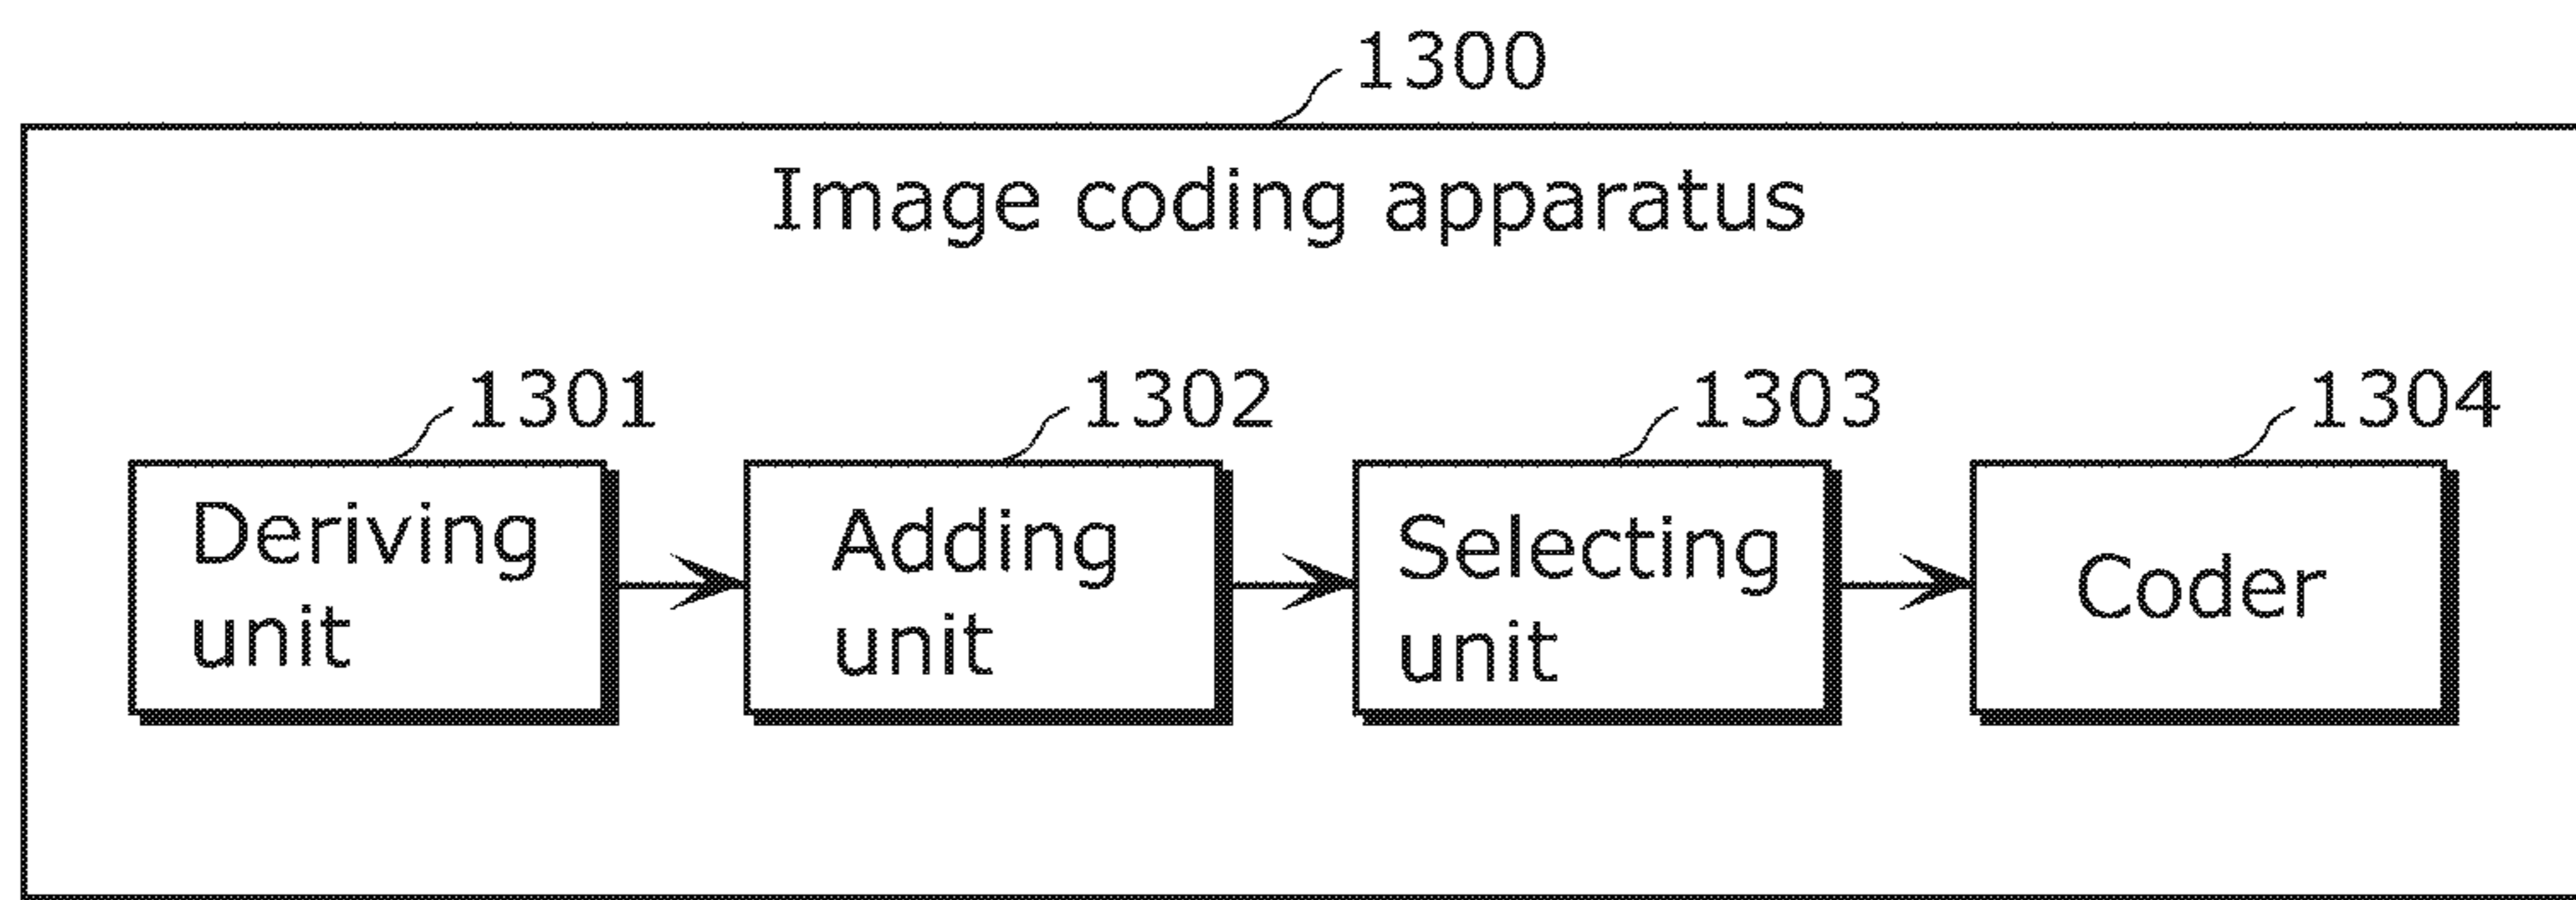 1300
Image coding apparatus
1301
1302
1303
1304
Deriving
unit
Adding
unit
Selecting
unit
Coder